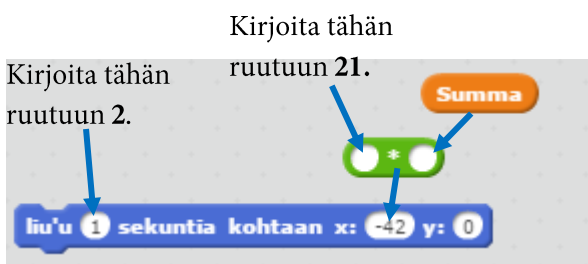 Kirjoita tähän
ruutuun 21.
Kirjoita tähän
ruutuun 2.
Summa
*
liu'u 1 sekuntia kohtaan x: -42 y: 0